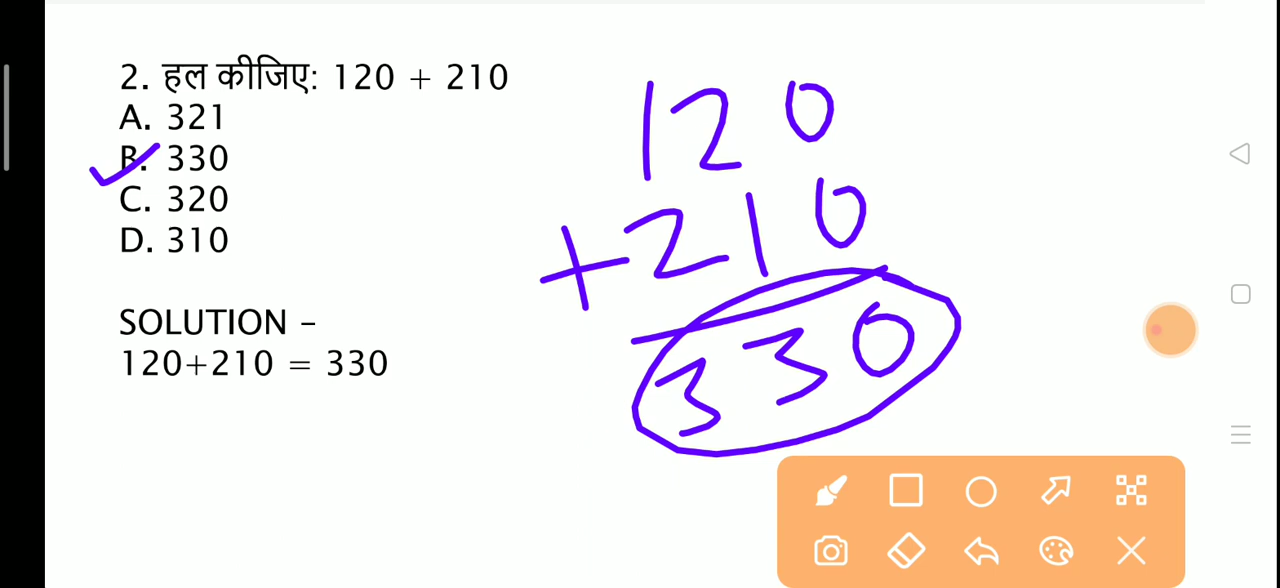 2. हल कीजिए: 120 + 210
A. 321
B. 330
C. 320
D. 310
SOLUTION –
120+210 = 330
120
+210
330